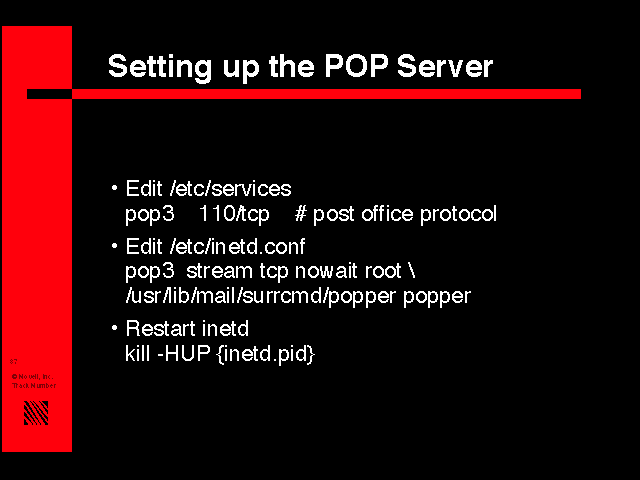 Setting up the POP Server
• Edit /etc/services
pop3 110/tcp # post office protocol
• Edit /etc/inetd.conf
pop3 stream tcp nowait root \
/usr/lib/mail/surrcmd/popper popper
• Restart inetd
kill -HUP {inetd.pid}
© Novell, Inc.
Track Number